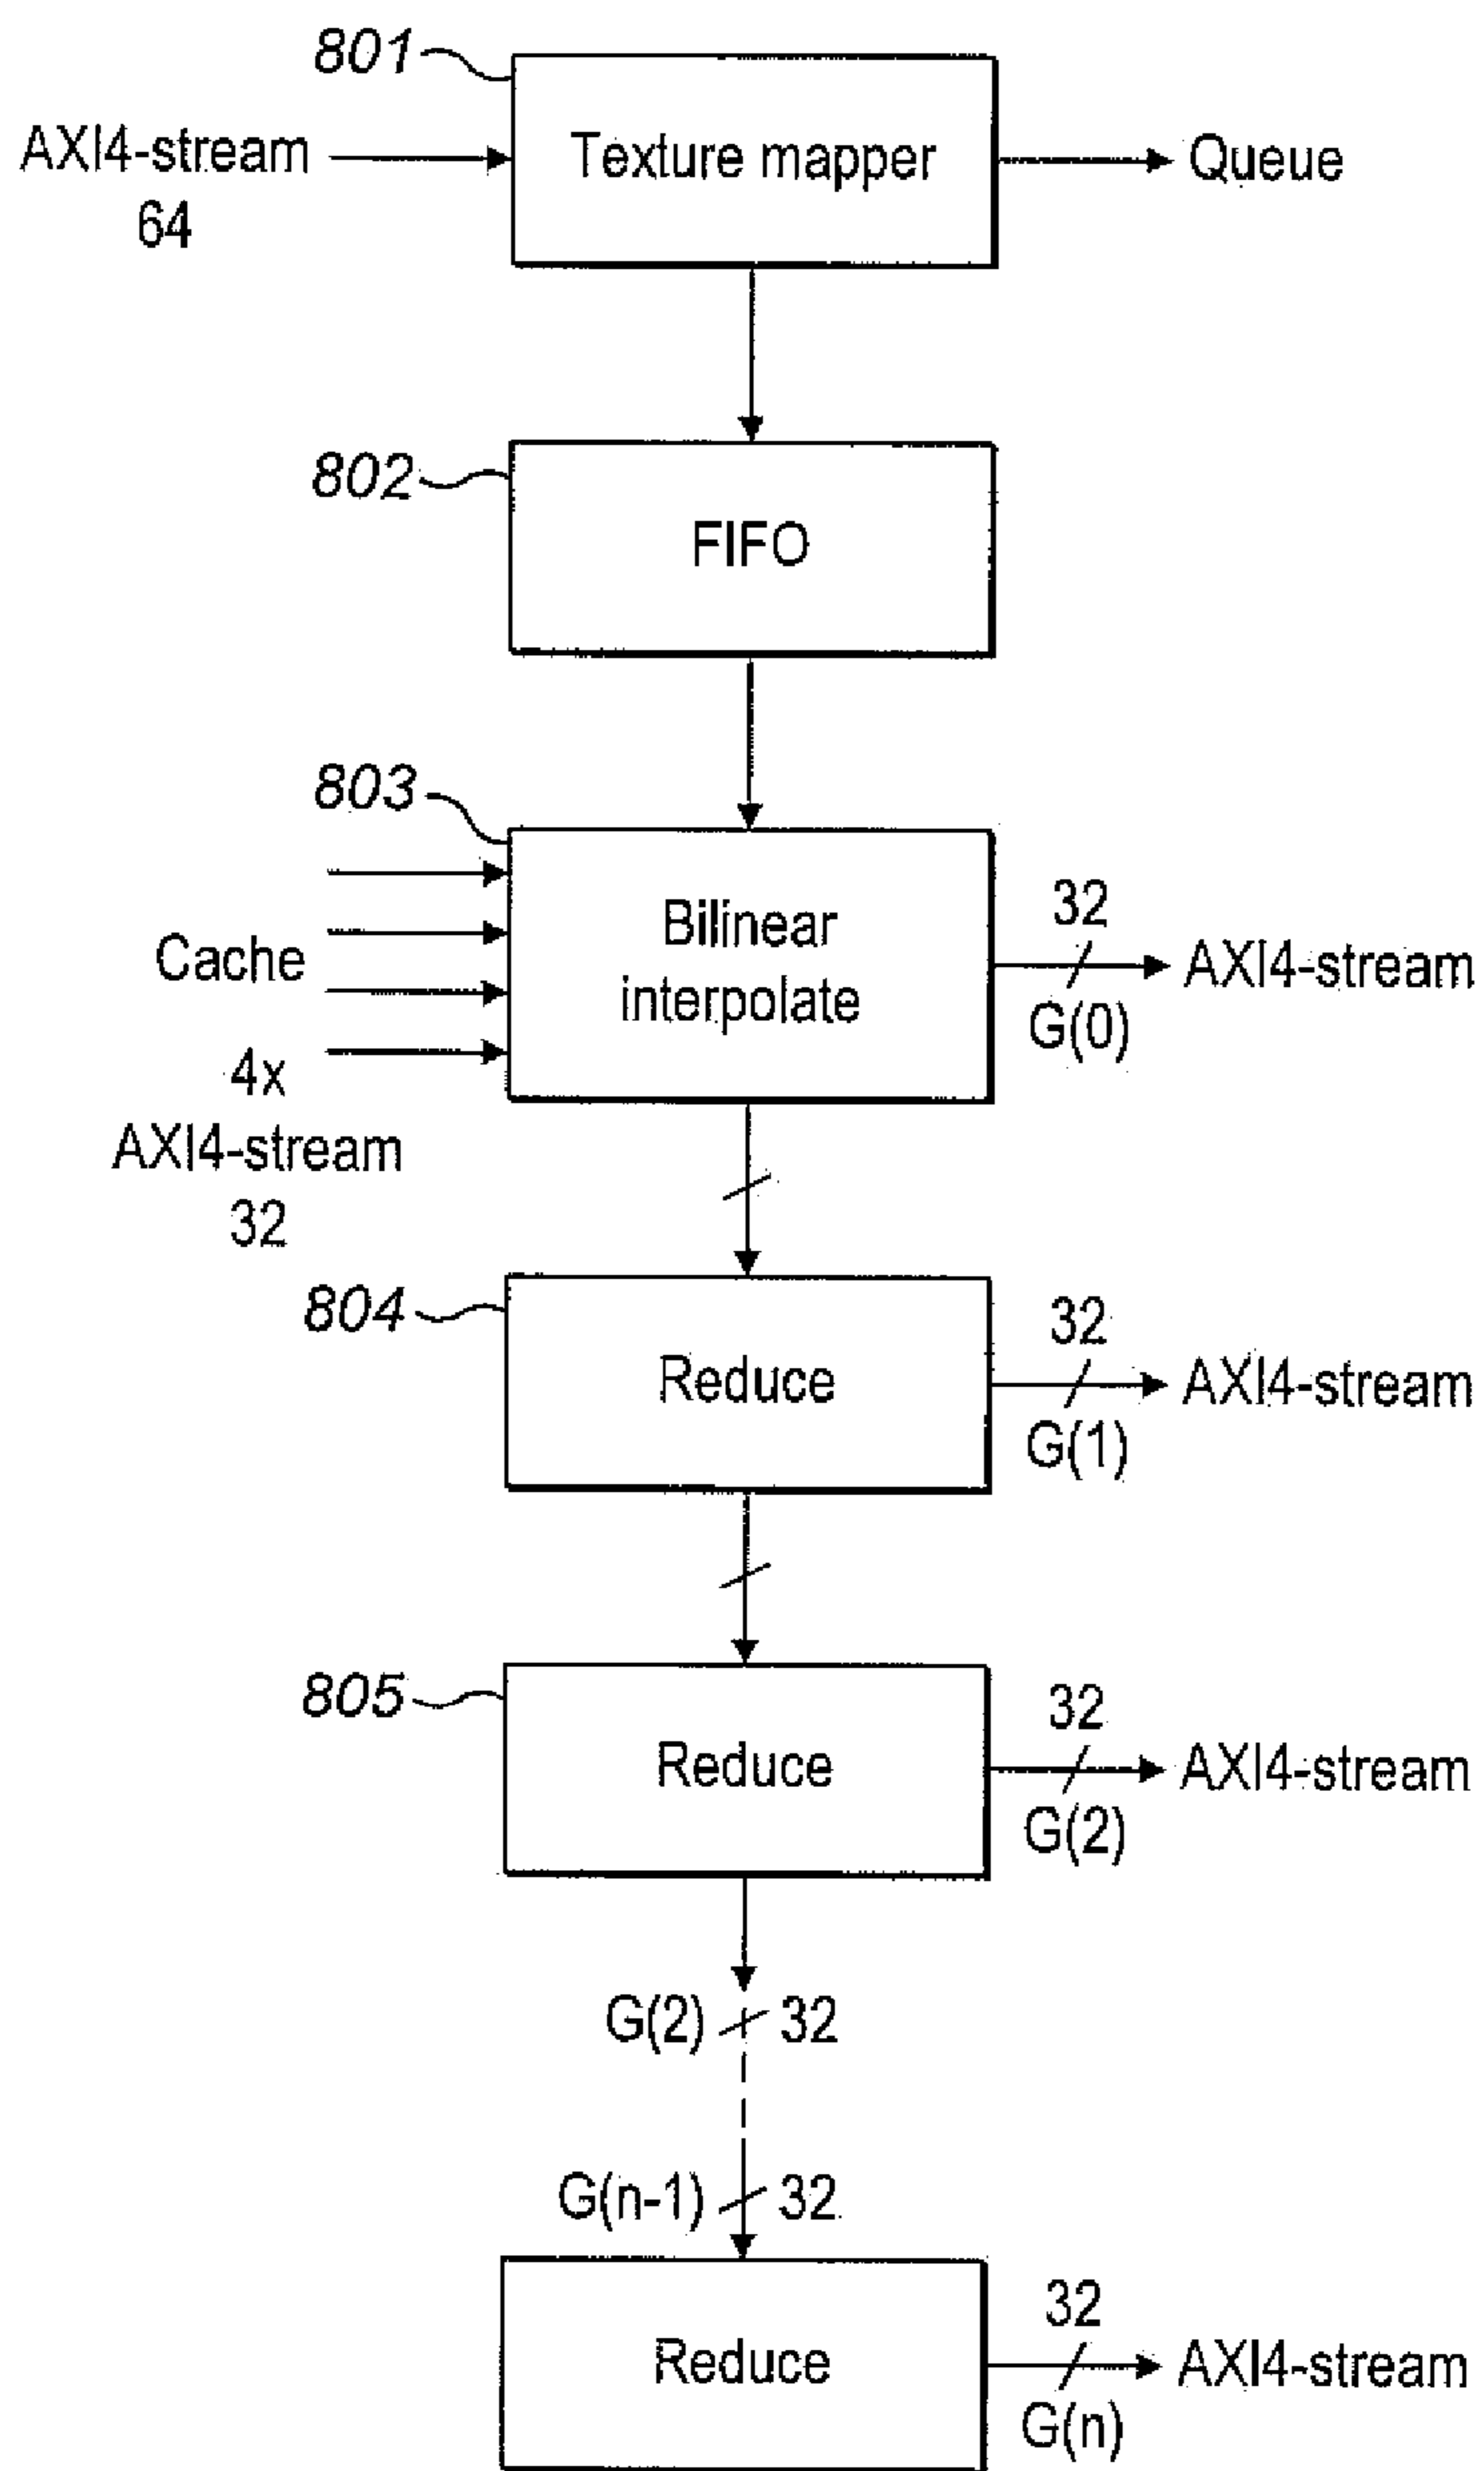 801
AXI4-stream
64
Texture mapper
Queue
802
FIFO
803
Cache
4x
AXI4-stream
32
Bilinear
interpolate
32
G(0)
AXI4-stream
804
Reduce
32
G(1)
AXI4-stream
805
Reduce
32
G(2)
AXI4-stream
G(2) 32
G(n-1) 32
Reduce
32
G(n)
AXI4-stream